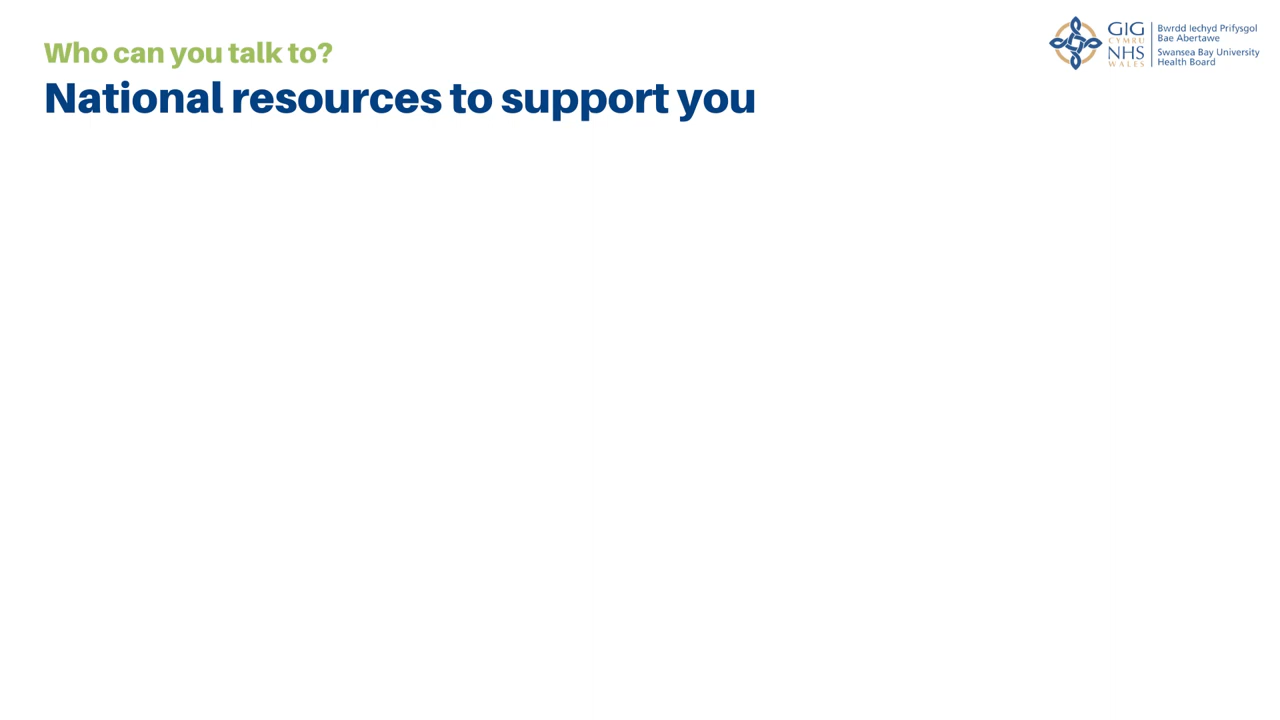 Who can you talk to?
National resources to support you
GIG
CYMRU
NHS
WALES
Bwrdd Iechyd Prifysgol
Bae Abertawe
Swansea Bay University
Health Board